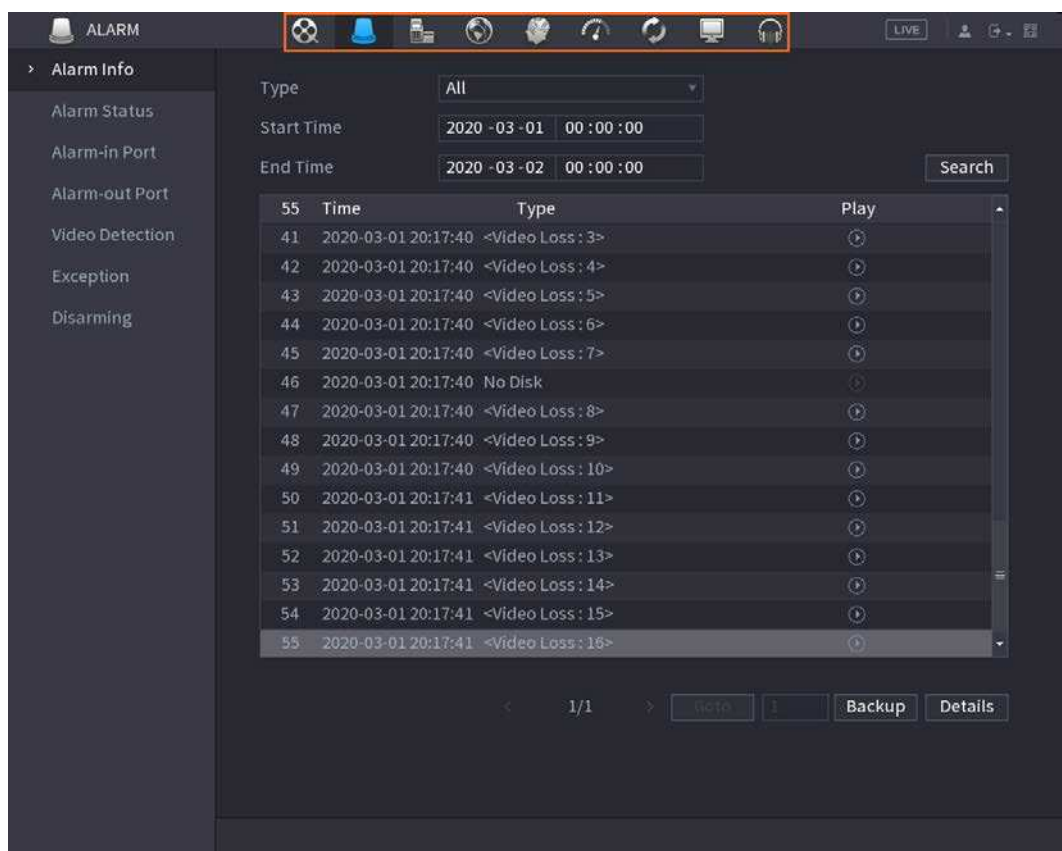 ALARM LIVE
Alarm Info
Alarm Status
Alarm-in Port
Alarm-out Port
Video Detection
Exception
Disarming
Type All
Start Time 2020 -03 -01 00 : 00 : 00
End Time 2020 -03 -02 00 : 00 : 00
Search
55 Time Type Play
41 2020-03-01 20:17:40 <Video Loss : 3>
42 2020-03-01 20:17:40 <Video Loss : 4>
43 2020-03-01 20:17:40 <Video Loss : 5>
44 2020-03-01 20:17:40 <Video Loss : 6>
45 2020-03-01 20:17:40 <Video Loss : 7>
46 2020-03-01 20:17:40 No Disk
47 2020-03-01 20:17:40 <Video Loss : 8>
48 2020-03-01 20:17:40 <Video Loss : 9>
49 2020-03-01 20:17:40 <Video Loss : 10>
50 2020-03-01 20:17:41 <Video Loss : 11>
51 2020-03-01 20:17:41 <Video Loss : 12>
52 2020-03-01 20:17:41 <Video Loss : 13>
53 2020-03-01 20:17:41 <Video Loss : 14>
54 2020-03-01 20:17:41 <Video Loss : 15>
55 2020-03-01 20:17:41 <Video Loss : 16>
< 1/1 > Goto 1 Backup Details